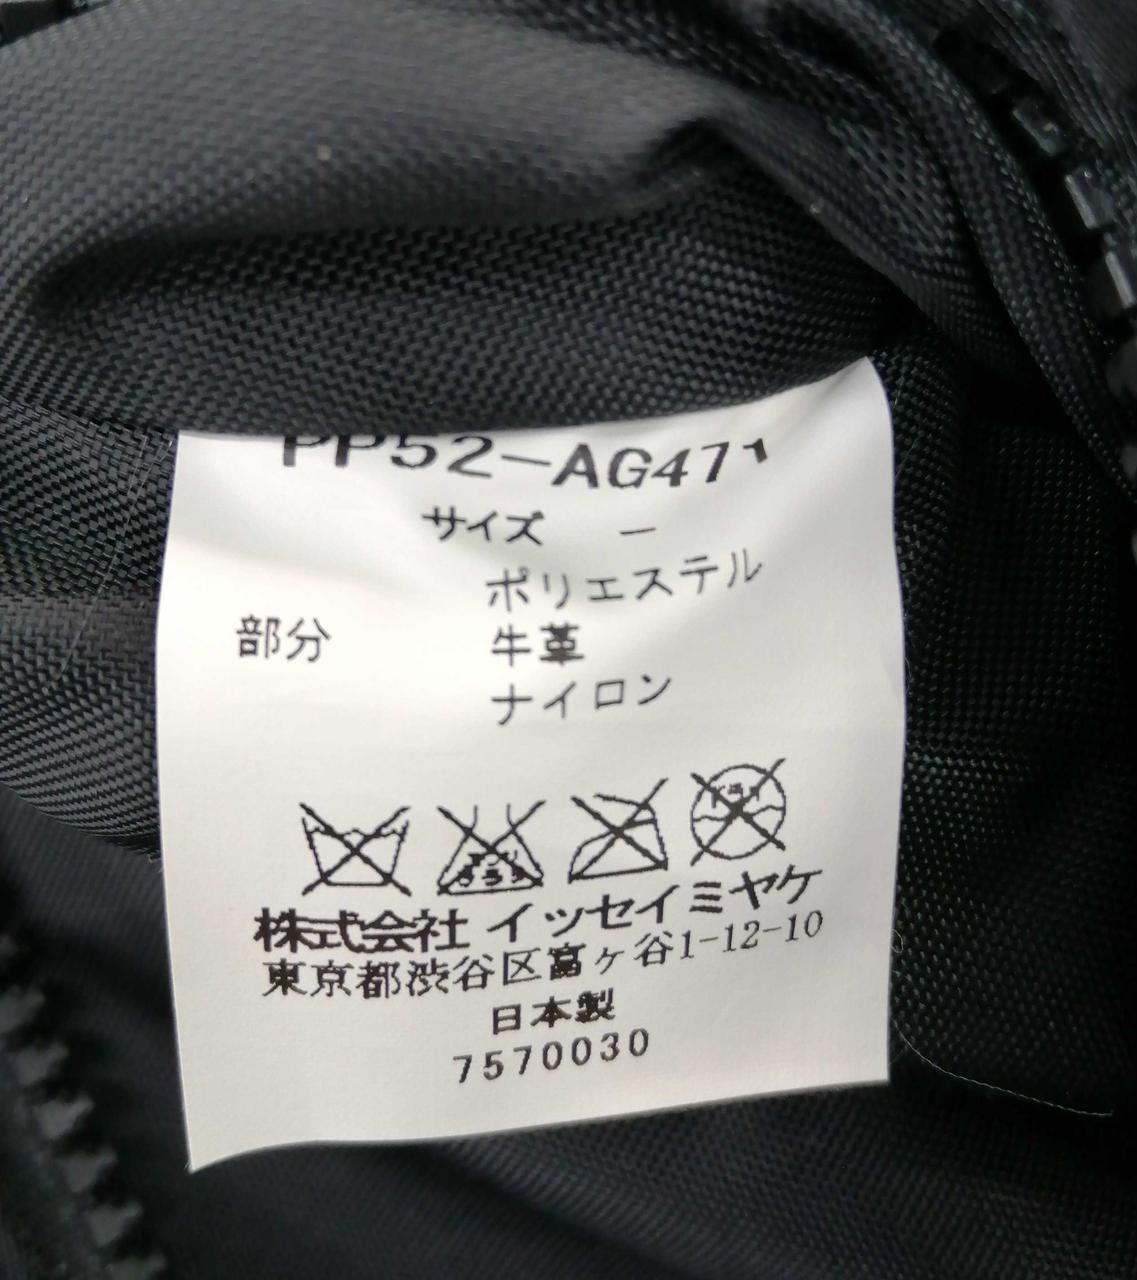 PP52-AG471
サイズ －
ポリエステル
部分 牛革
ナイロン
株式会社 イッセイミヤケ
東京都渋谷区富ヶ谷1-12-10
日本製
7570030